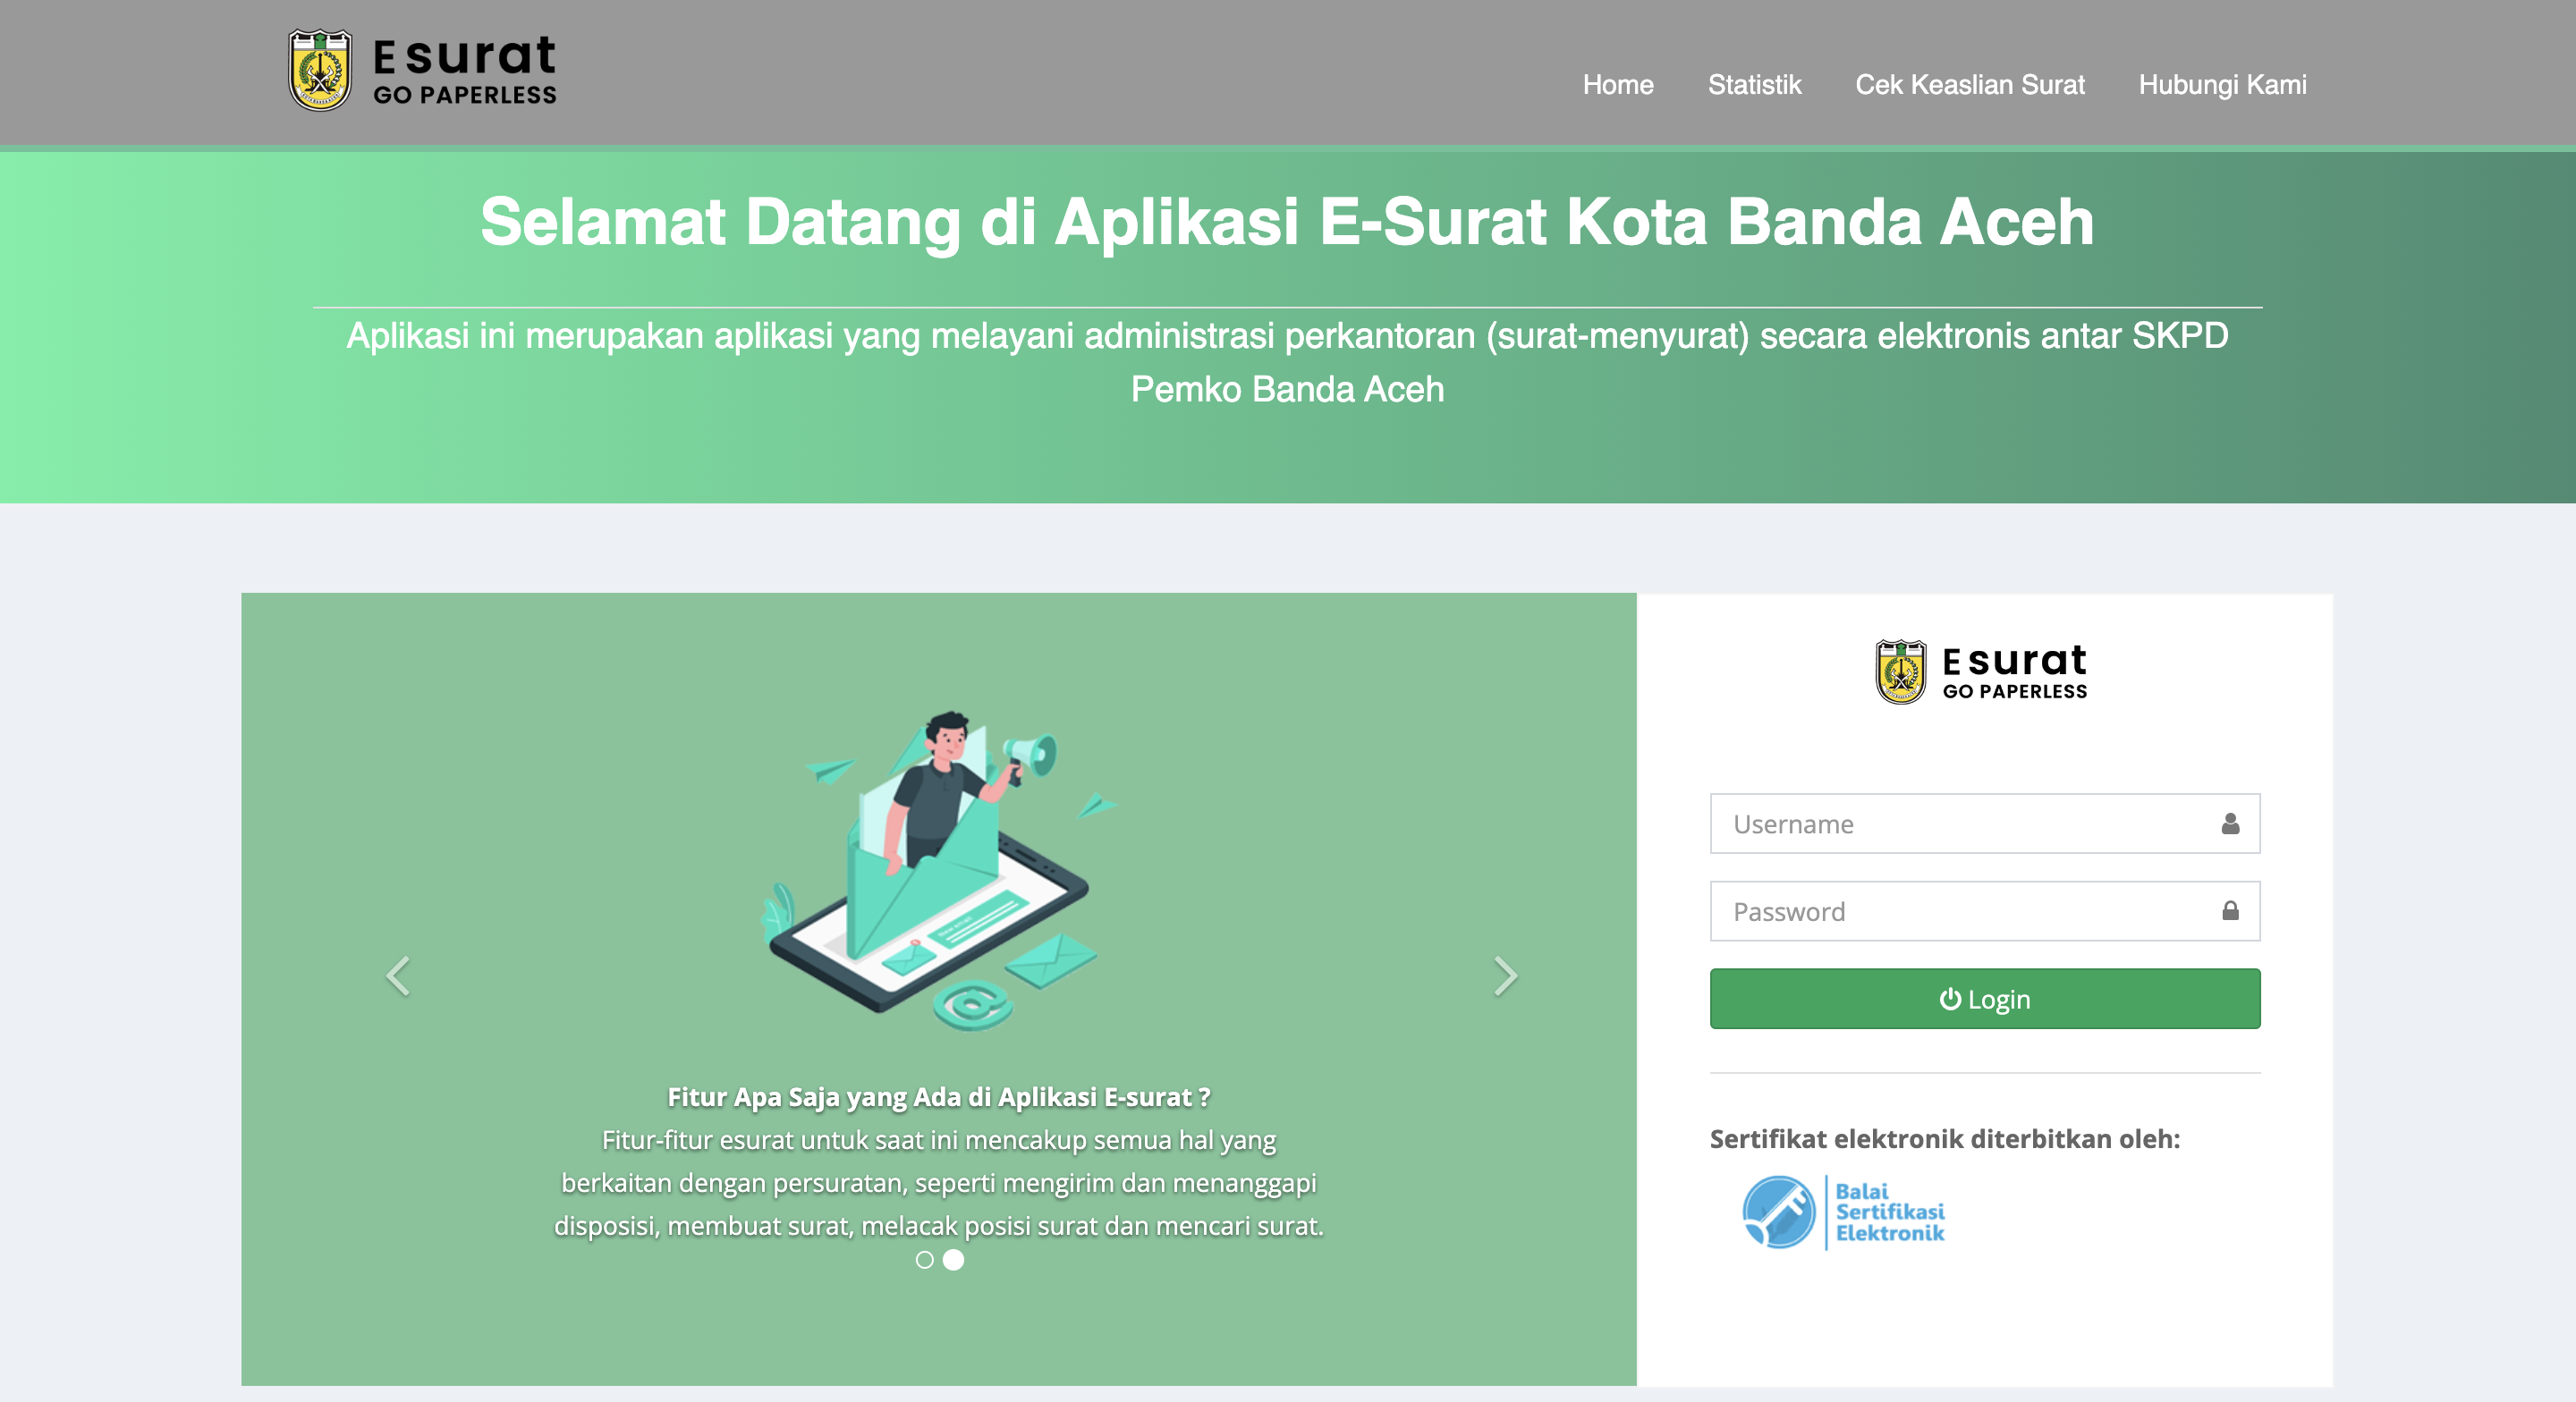 E surat
GO PAPERLESS
Home
Statistik
Cek Keaslian Surat
Hubungi Kami
Selamat Datang di Aplikasi E-Surat Kota Banda Aceh
Aplikasi ini merupakan aplikasi yang melayani administrasi perkantoran (surat-menyurat) secara elektronis antar SKPD
Pemko Banda Aceh
Fitur Apa Saja yang Ada di Aplikasi E-surat ?
Fitur-fitur esurat untuk saat ini mencakup semua hal yang
berkaitan dengan persuratan, seperti mengirim dan menanggapi
disposisi, membuat surat, melacak posisi surat dan mencari surat.
E surat
GO PAPERLESS
Username
Password
Login
Sertifikat elektronik diterbitkan oleh:
Balai
Sertifikasi
Elektronik